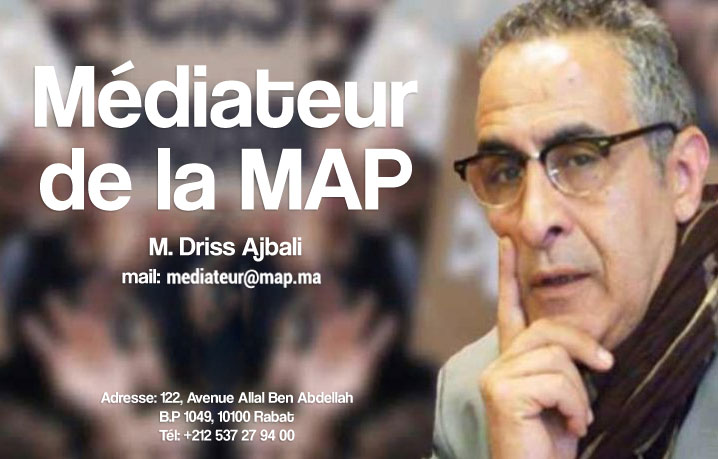 Médiateur
de la MAP
M. Driss Ajbali
mail: mediateur@map.ma
Adresse: 122, Avenue Allal Ben Abdellah
B.P 1049, 10100 Rabat
Tél: +212 537 27 94 00